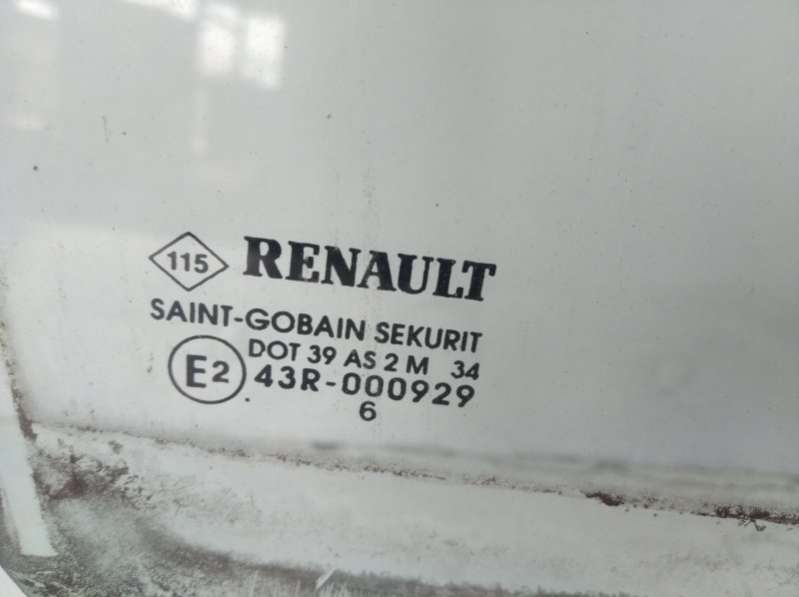 115 RENAULT
SAINT-GOBAIN SEKURIT
DOT 39 AS 2 M 34
E2 43R-000929
6